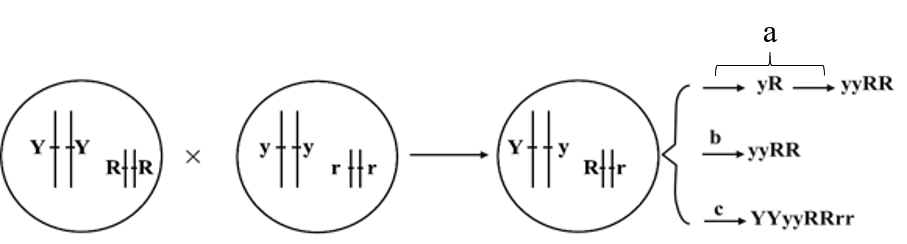 a
yR yyRR
Y Y R R × y y r r Y y R r
b
yyRR
c
YYyyRRrr